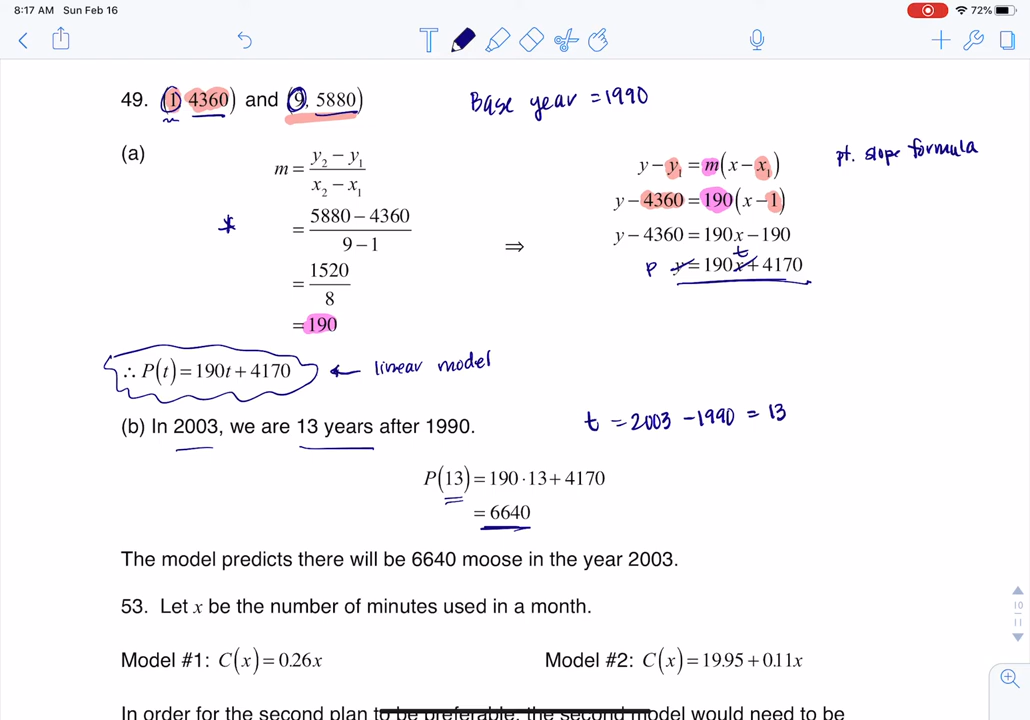 8:17 AM Sun Feb 16
72%
49. (1, 4360) and (9, 5880) Base year = 1990
(a)
m = y₂ − y₁ / x₂ − x₁
= 5880 − 4360 / 9 − 1
= 1520 / 8
= 190
⇒
y − y₁ = m(x − x₁) pt. slope formula
y − 4360 = 190(x − 1)
y − 4360 = 190x − 190
t
P y = 190x + 4170
∴ P(t) = 190t + 4170 ← linear model
(b) In 2003, we are 13 years after 1990. t = 2003 − 1990 = 13
P(13) = 190 · 13 + 4170
= 6640
The model predicts there will be 6640 moose in the year 2003.
53. Let x be the number of minutes used in a month.
Model #1: C(x) = 0.26x Model #2: C(x) = 19.95 + 0.11x
In order for the second plan to be preferable, the second model would need to be
10
11